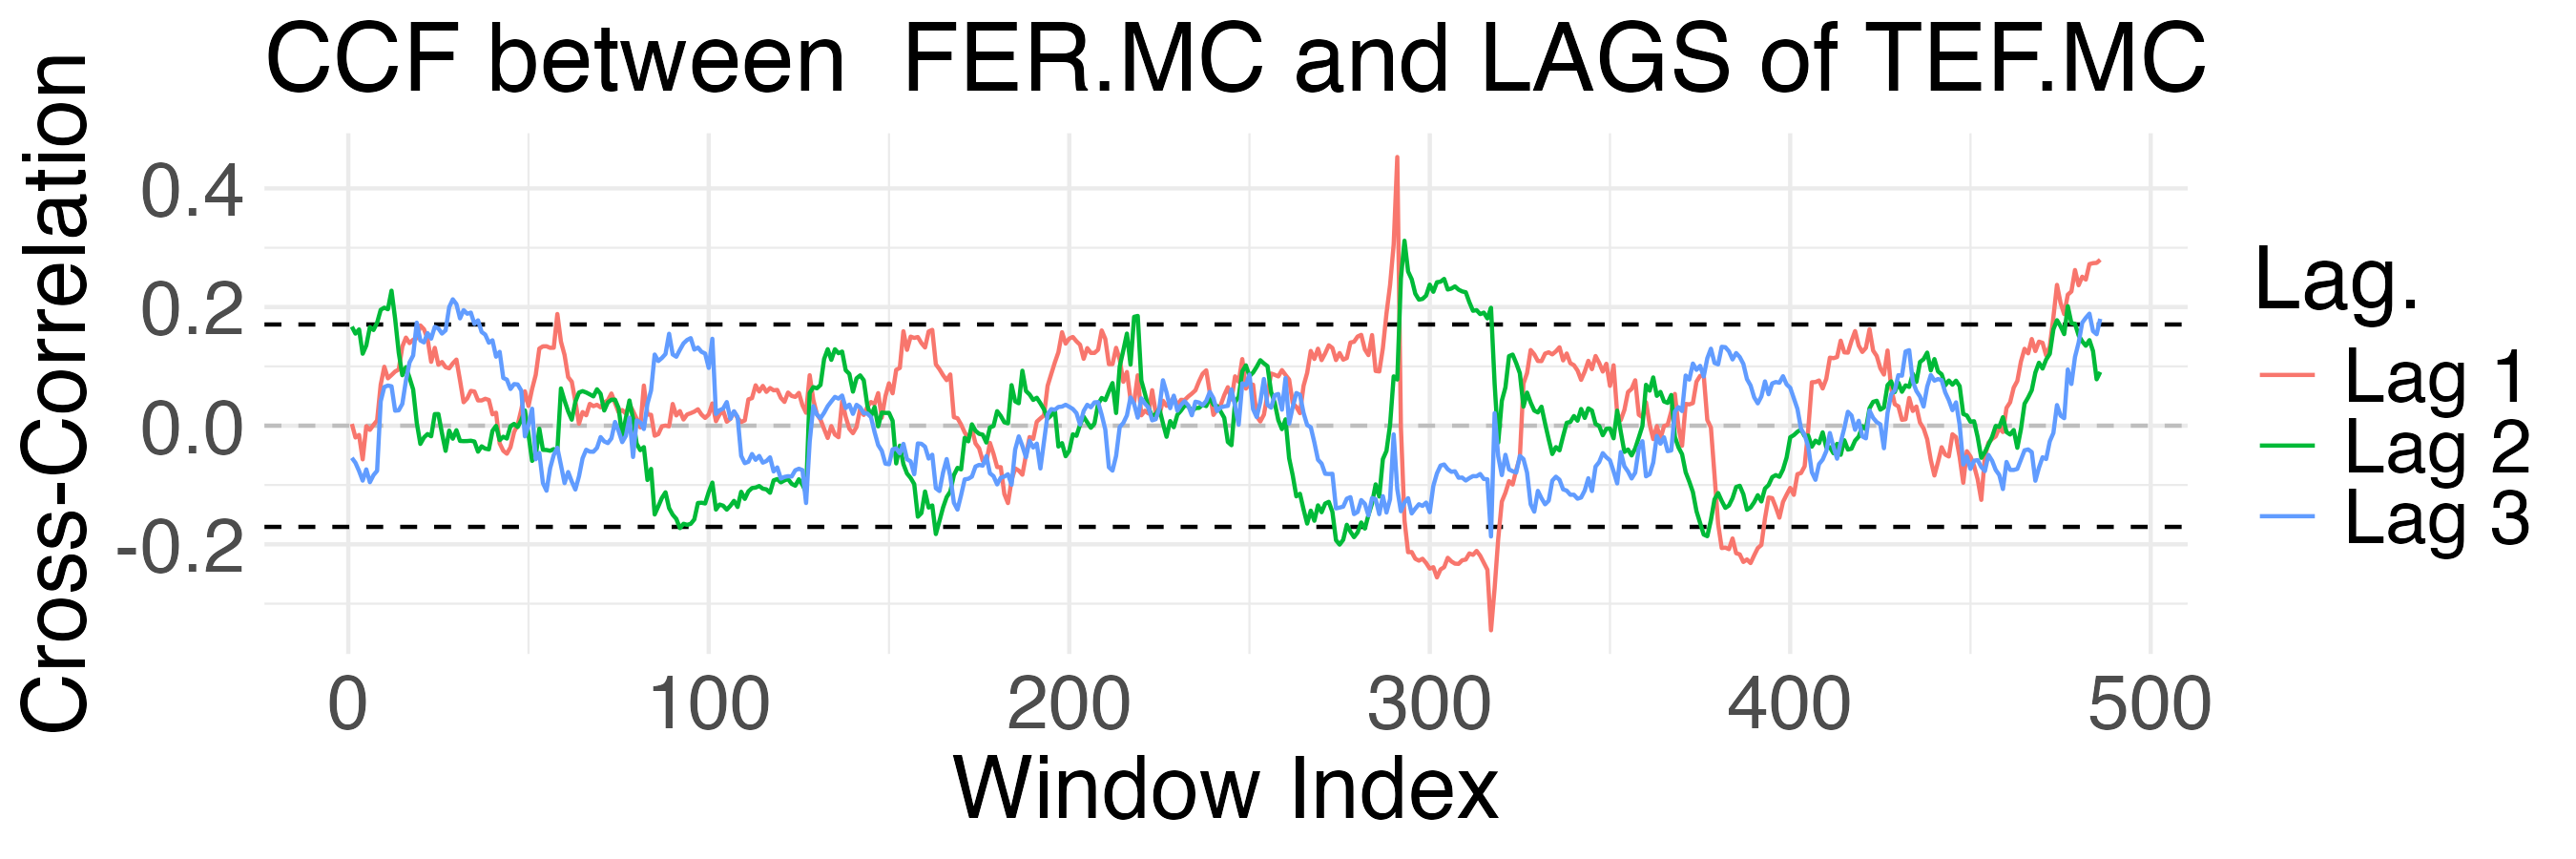 CCF between  FER.MC and LAGS of TEF.MC
Cross-Correlation
0.4
0.2
0.0
-0.2
0 100 200 300 400 500
Window Index
Lag.
Lag 1
Lag 2
Lag 3